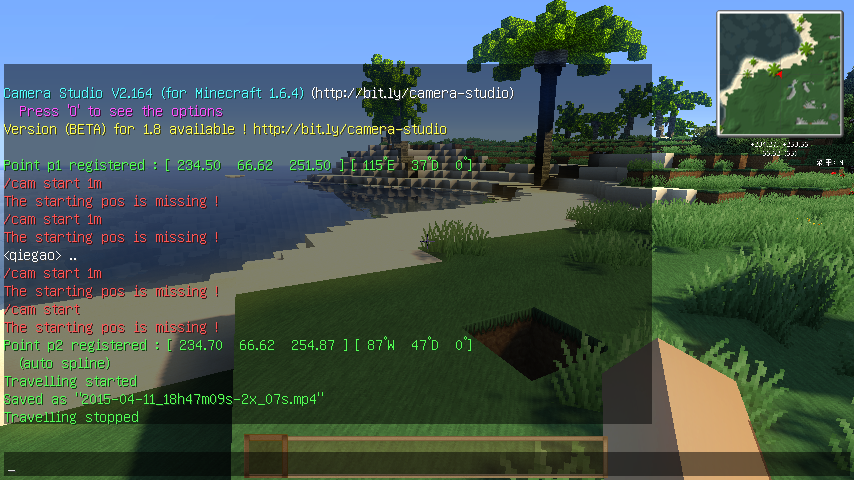 Camera Studio V2.164 (for Minecraft 1.6.4) (http://bit.ly/camera-studio)
Press 'O' to see the options
Version (BETA) for 1.8 available ! http://bit.ly/camera-studio
Point p1 registered : [ 234.50 66.62 251.50 ] [ 115°E 37°D 0°]
/cam start 1m
The starting pos is missing !
/cam start 1m
The starting pos is missing !
<qiegao> ..
/cam start 1m
The starting pos is missing !
/cam start
The starting pos is missing !
Point p2 registered : [ 234.70 66.62 254.87 ] [ 87°W 47°D 0°]
(auto spline)
Travelling started
Saved as "2015-04-11_18h47m09s-2x_07s.mp4"
Travelling stopped
_